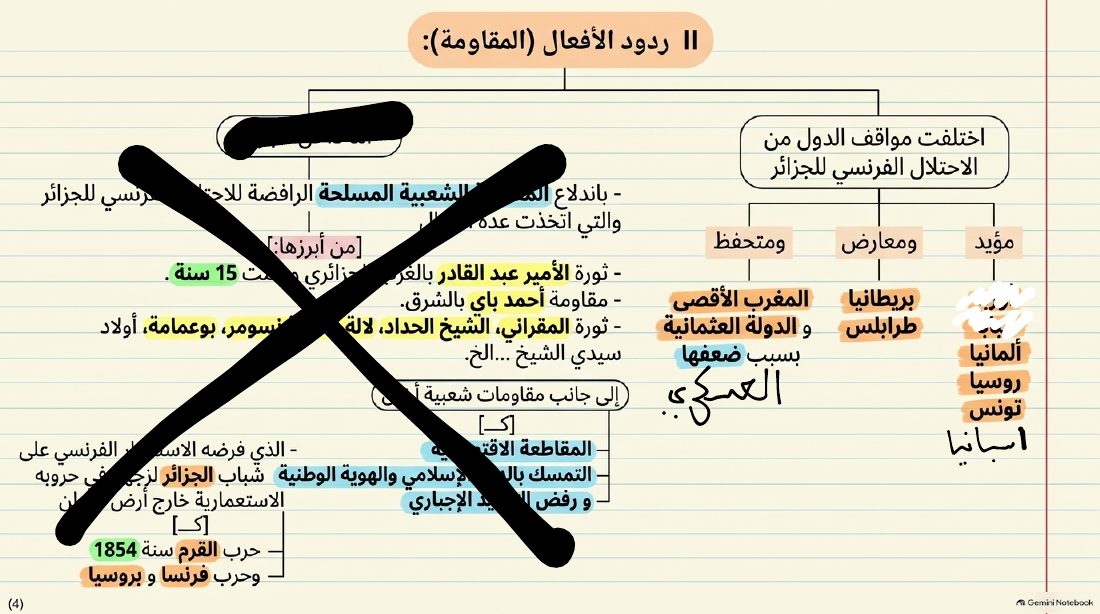 II ردود الأفعال (المقاومة):
اختلفت مواقف الدول من
الاحتلال الفرنسي للجزائر
مؤيد
ألمانيا
روسيا
تونس
اسبانيا
ومعارض
بريطانيا
طرابلس
ومتحفظ
المغرب الأقصى
و الدولة العثمانية
بسبب ضعفها
العسكري
- باندلاع الشعبية المسلحة الرافضة للاحتلال الفرنسي للجزائر
والتي اتخذت عدة
[من أبرزها:]
- ثورة الأمير عبد القادر بالغرب الجزائري 15 سنة .
- مقاومة أحمد باي بالشرق.
- ثورة المقراني، الشيخ الحداد، لالة نسومر، بوعمامة، أولاد
سيدي الشيخ ...الخ.
إلى جانب مقاومات شعبية
[كـ]
المقاطعة
التمسك الإسلامي والهوية الوطنية
و رفض الإجباري
- الذي فرضه الفرنسي على
شباب الجزائر في حروبه
الاستعمارية خارج أرض
[كـ]
حرب القرم سنة 1854
وحرب فرنسا و بروسيا
(4)
Gemini Notebook